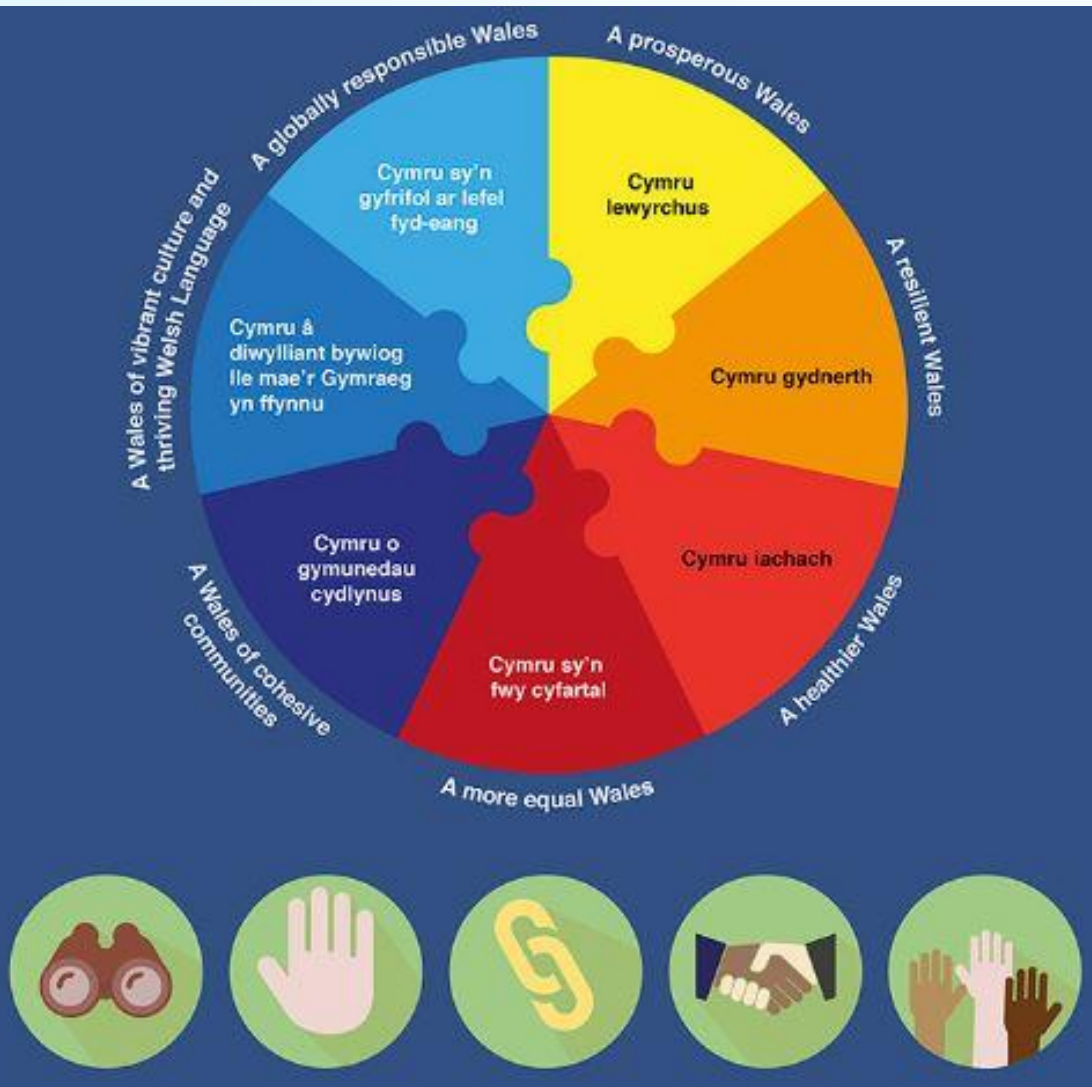 A prosperous Wales
Cymru
lewyrchus
A resilient Wales
Cymru gydnerth
A healthier Wales
Cymru iachach
A more equal Wales
Cymru sy'n
fwy cyfartal
A Wales of cohesive
communities
Cymru o
gymunedau
cydlynus
A Wales of vibrant culture and
thriving Welsh Language
Cymru â
diwylliant bywiog
lle mae'r Gymraeg
yn ffynnu
A globally responsible Wales
Cymru sy'n
gyfrifol ar lefel
fyd-eang